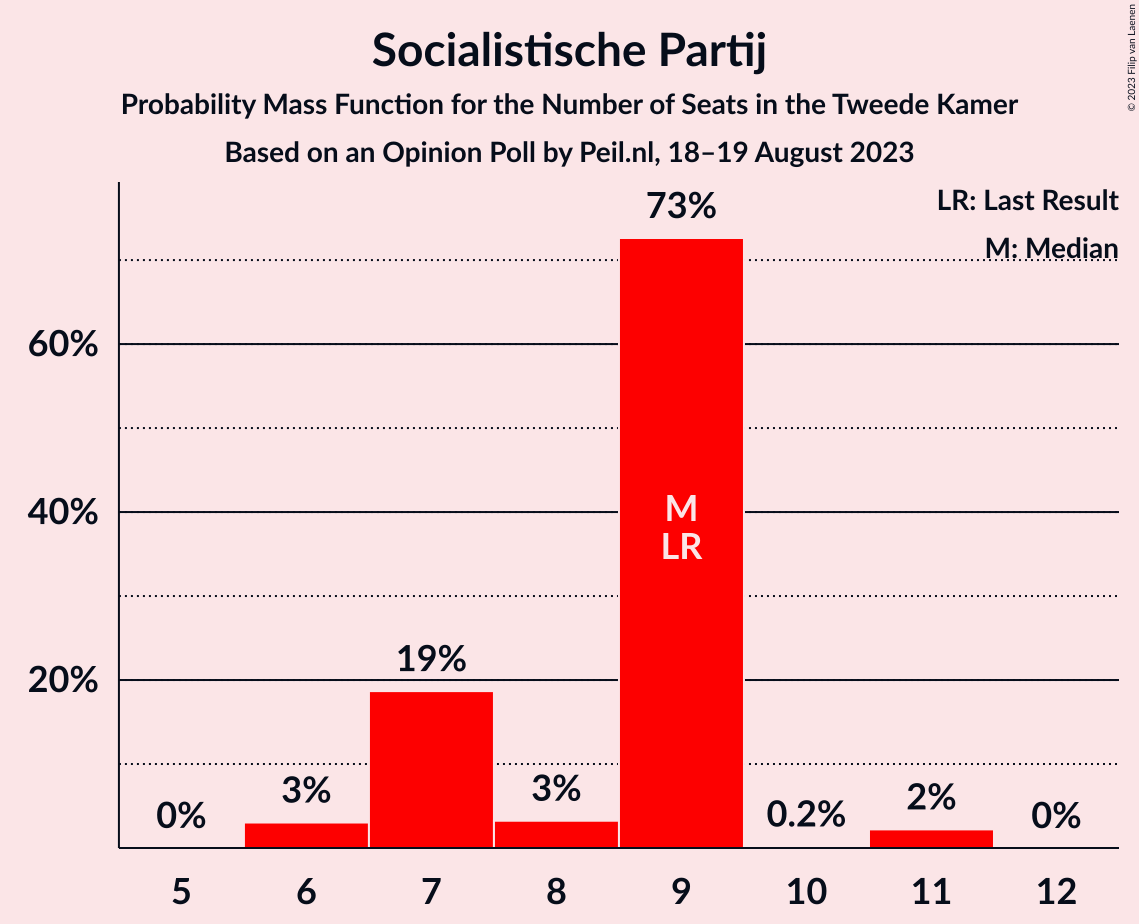 Socialistische Partij
Probability Mass Function for the Number of Seats in the Tweede Kamer
Based on an Opinion Poll by Peil.nl, 18–19 August 2023
© 2023 Filip van Laenen
LR: Last Result
M: Median
60%
40%
20%
0%
3%
19%
3%
73%
M
LR
0.2%
2%
0%
5
6
7
8
9
10
11
12